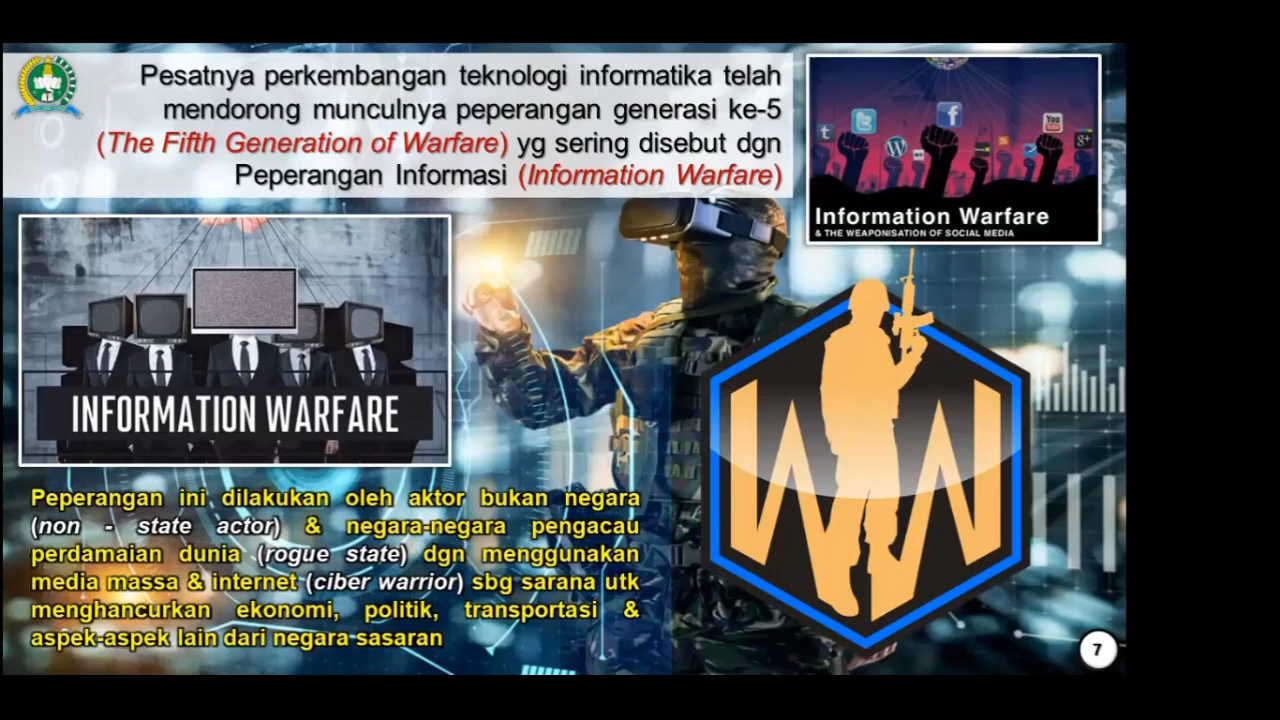 Pesatnya perkembangan teknologi informatika telah
mendorong munculnya peperangan generasi ke-5
(The Fifth Generation of Warfare) yg sering disebut dgn
Peperangan Informasi (Information Warfare)
t
f
You
Tube
g+
Information Warfare
& THE WEAPONISATION OF SOCIAL MEDIA
INFORMATION WARFARE
WW
Peperangan ini dilakukan oleh aktor bukan negara
(non - state actor) & negara-negara pengacau
perdamaian dunia (rogue state) dgn menggunakan
media massa & internet (ciber warrior) sbg sarana utk
menghancurkan ekonomi, politik, transportasi &
aspek-aspek lain dari negara sasaran
7